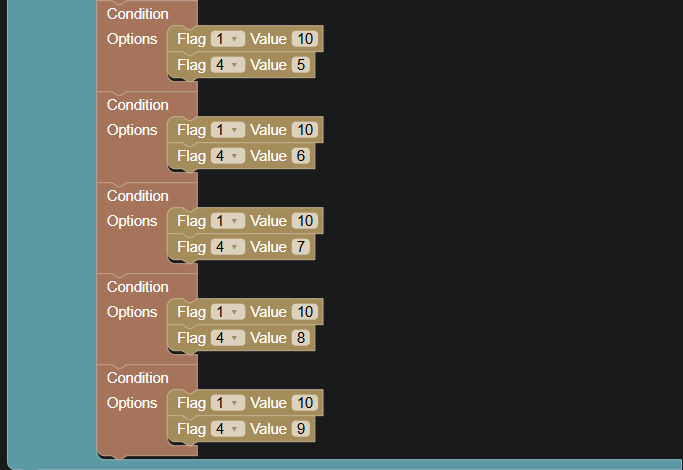 Condition
Options Flag 1 Value 10
Flag 4 Value 5
Condition
Options Flag 1 Value 10
Flag 4 Value 6
Condition
Options Flag 1 Value 10
Flag 4 Value 7
Condition
Options Flag 1 Value 10
Flag 4 Value 8
Condition
Options Flag 1 Value 10
Flag 4 Value 9